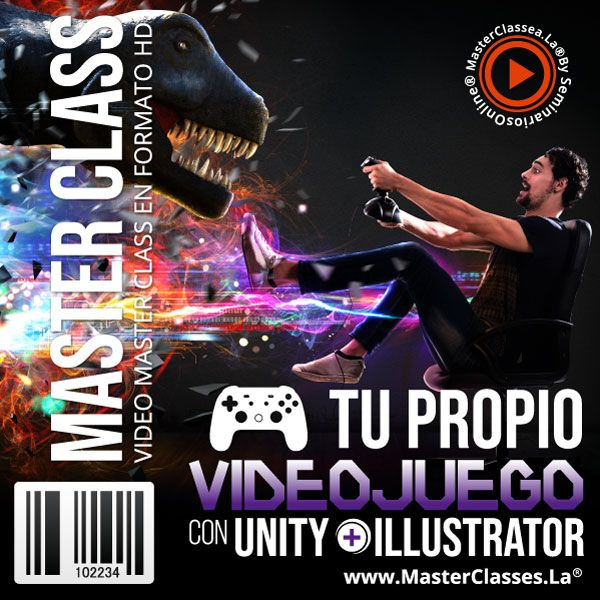 MASTER CLASS
VIDEO MASTER CLASS EN FORMATO HD
MasterClassea.La®By SeminariosOnline®
TU PROPIO
VIDEOJUEGO
CON UNITY + ILLUSTRATOR
102234
www.MasterClasses.La®